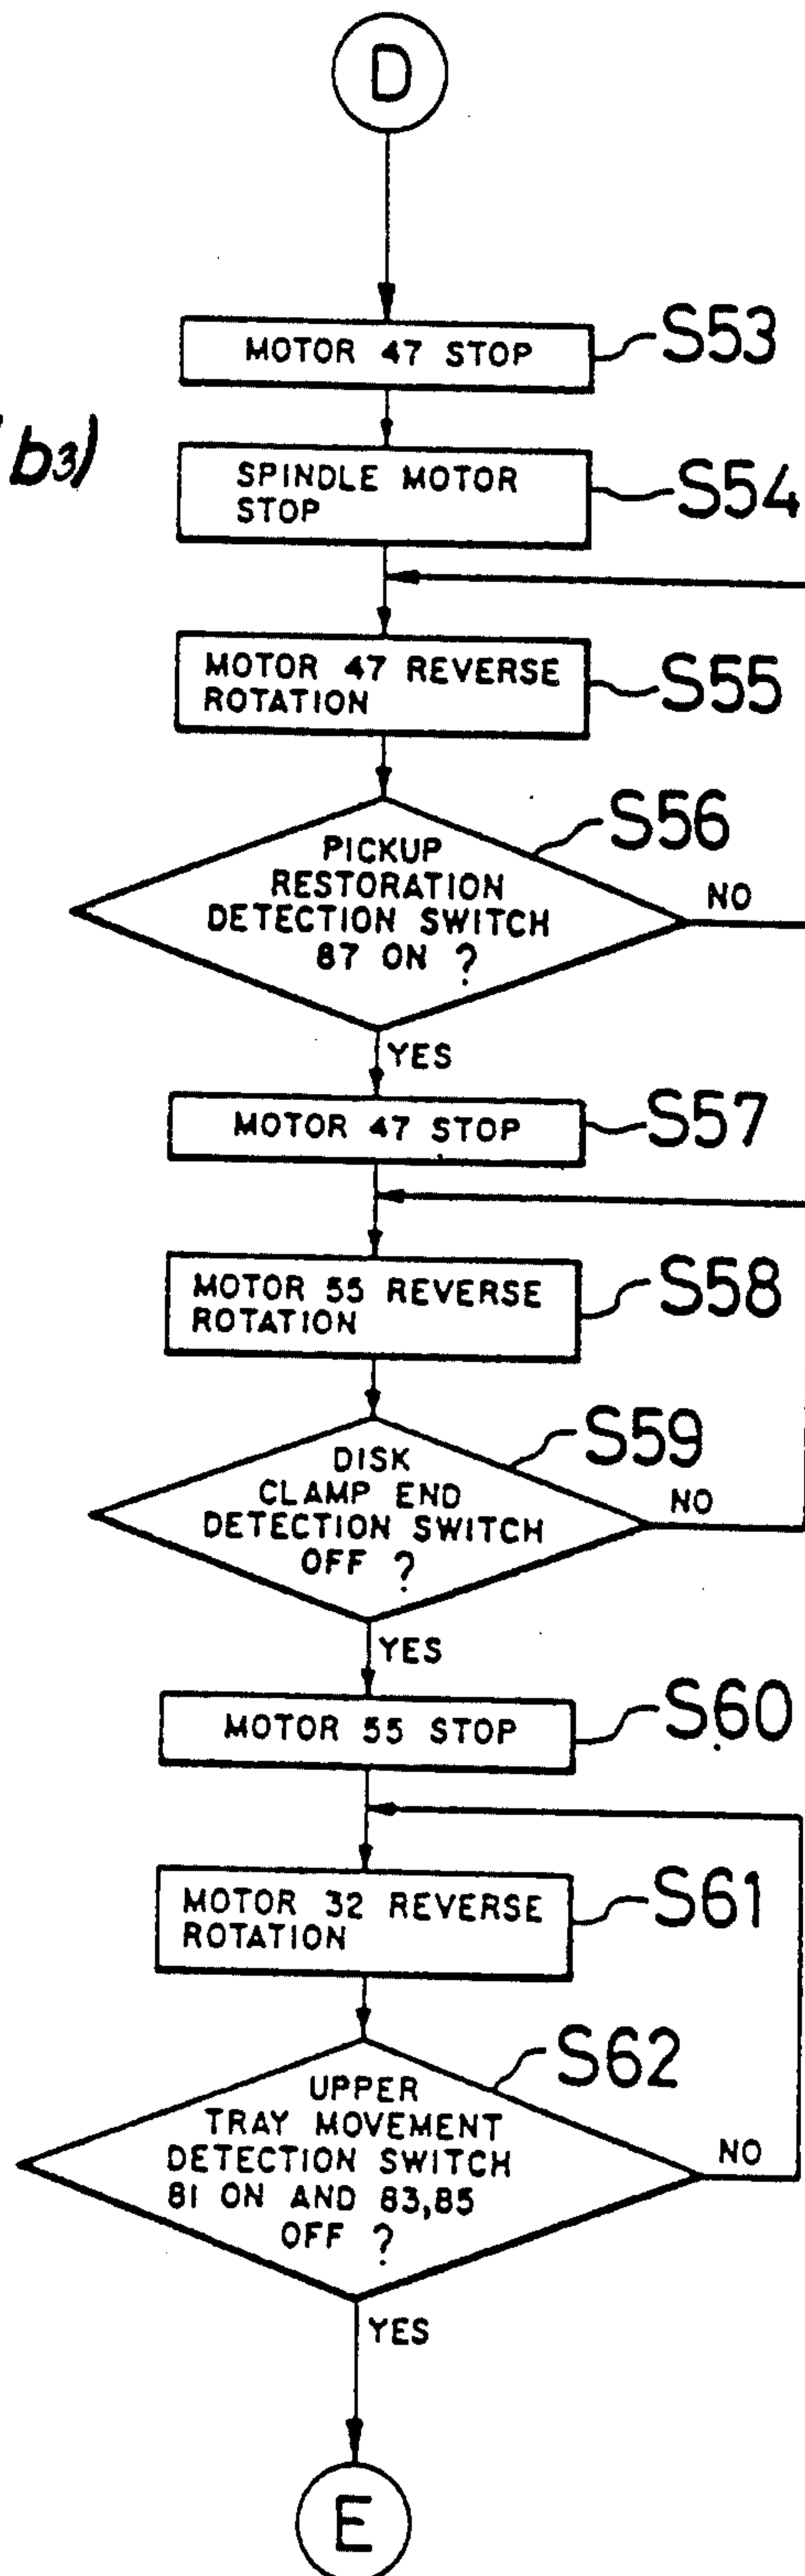 D
MOTOR 47 STOP
S53
b3)
SPINDLE MOTOR
STOP
S54
MOTOR 47 REVERSE
ROTATION
S55
PICKUP
RESTORATION
DETECTION SWITCH
87 ON ?
S56
NO
YES
MOTOR 47 STOP
S57
MOTOR 55 REVERSE
ROTATION
S58
DISK
CLAMP END
DETECTION SWITCH
OFF ?
S59
NO
YES
MOTOR 55 STOP
S60
MOTOR 32 REVERSE
ROTATION
S61
UPPER
TRAY MOVEMENT
DETECTION SWITCH
81 ON AND 83,85
OFF ?
S62
NO
YES
E